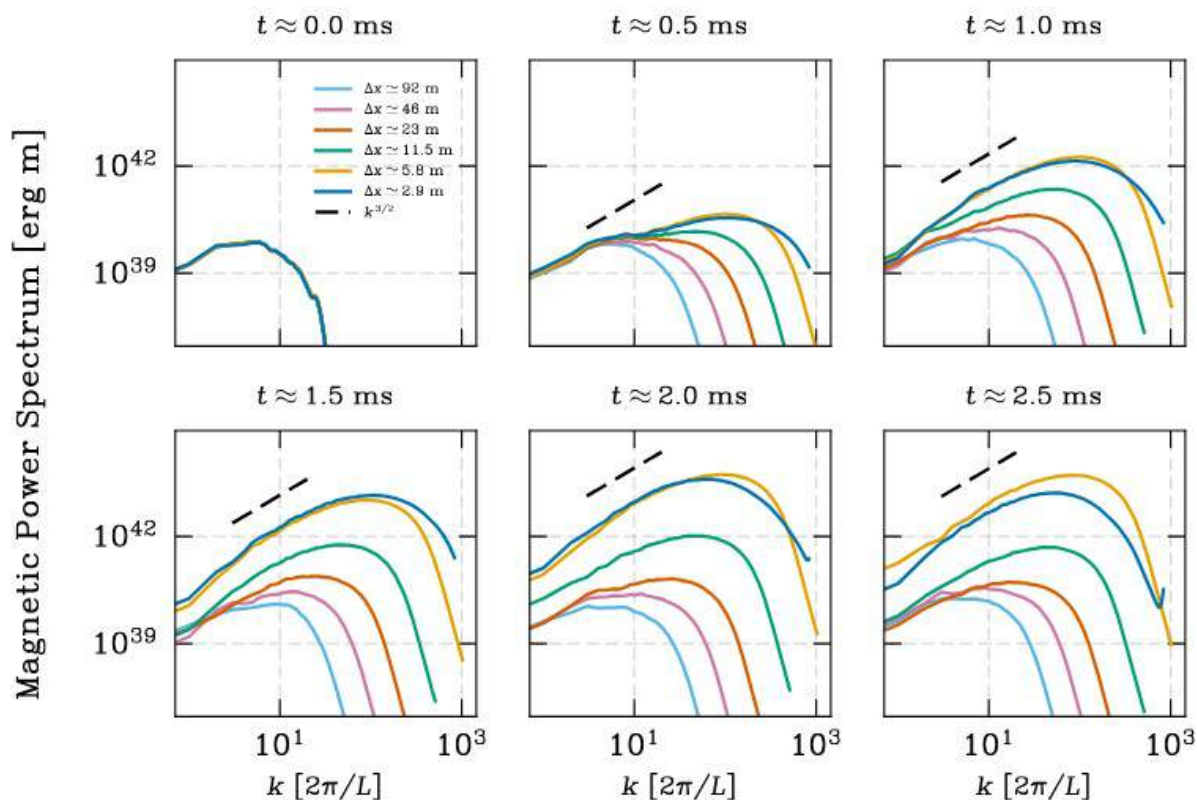 t ≈ 0.0 ms
t ≈ 0.5 ms
t ≈ 1.0 ms
Δx ≃ 92 m
Δx ≃ 46 m
Δx ≃ 23 m
Δx ≃ 11.5 m
Δx ≃ 5.8 m
Δx ≃ 2.9 m
k^{3/2}
10^{42}
10^{39}
Magnetic Power Spectrum [erg m]
t ≈ 1.5 ms
t ≈ 2.0 ms
t ≈ 2.5 ms
10^{42}
10^{39}
10^{1} 10^{3}
10^{1} 10^{3}
10^{1} 10^{3}
k [2π/L]
k [2π/L]
k [2π/L]